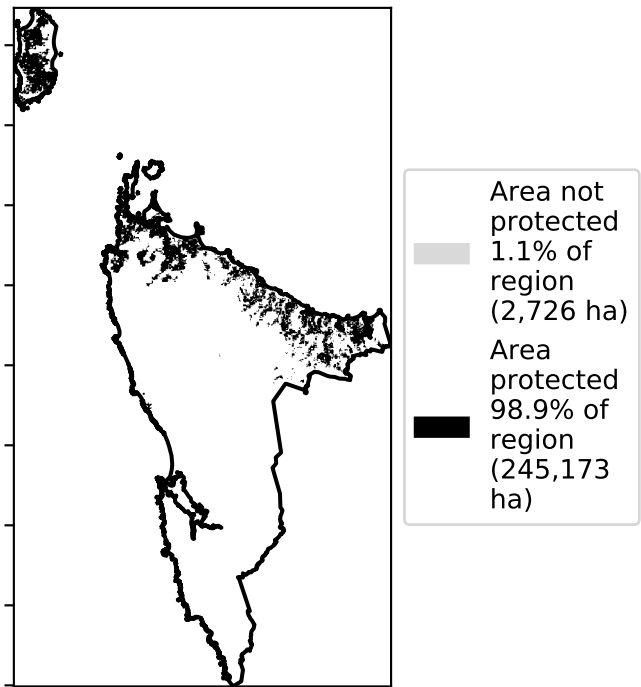 Area not
protected
1.1% of
region
(2,726 ha)
Area
protected
98.9% of
region
(245,173
ha)